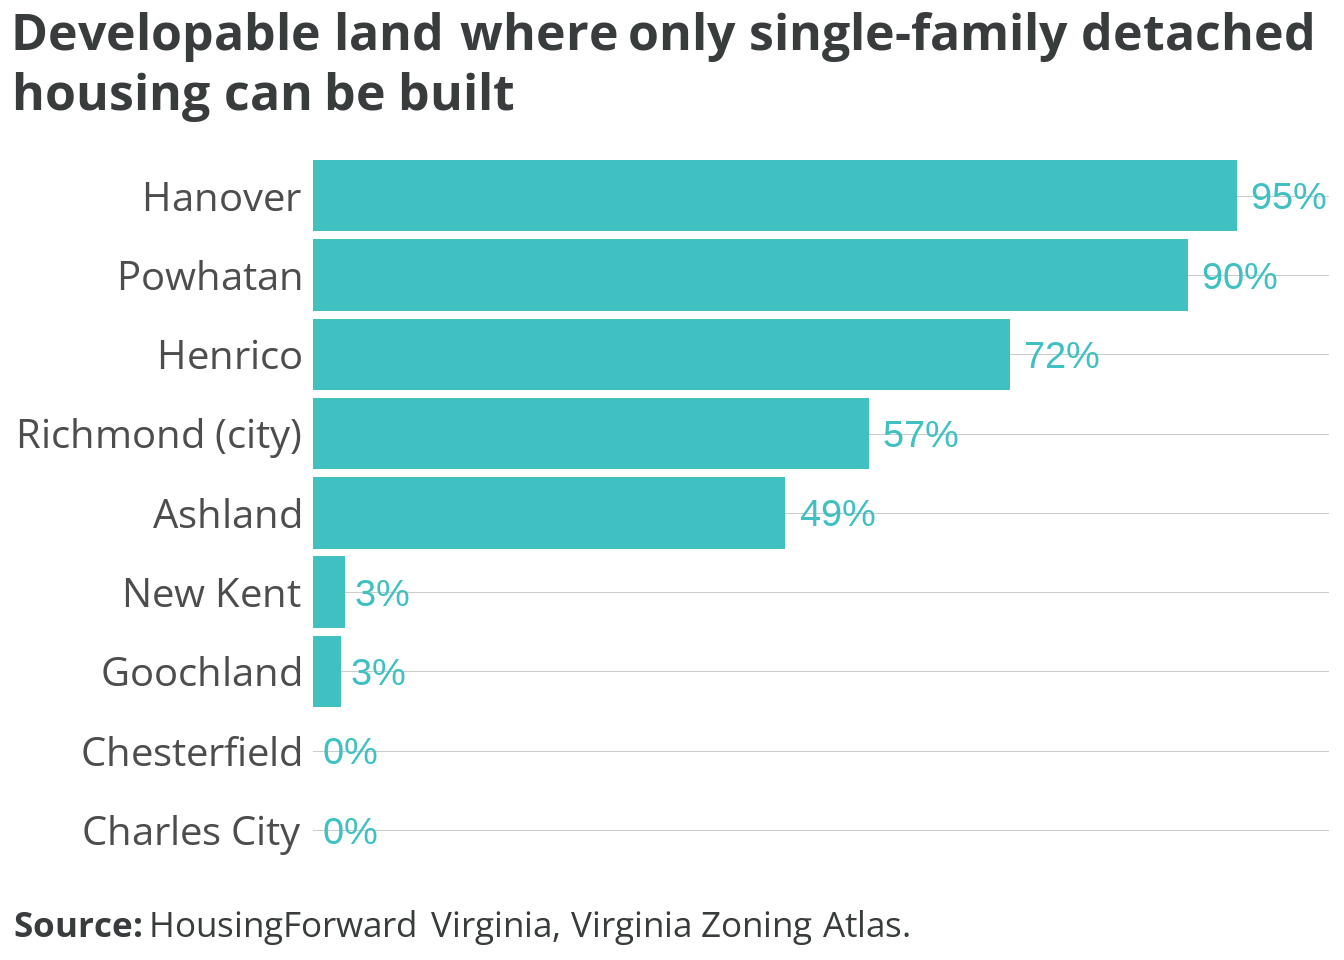 Developable land where only single-family detached
housing can be built
Hanover 95%
Powhatan 90%
Henrico 72%
Richmond (city) 57%
Ashland 49%
New Kent 3%
Goochland 3%
Chesterfield 0%
Charles City 0%
Source: HousingForward Virginia, Virginia Zoning Atlas.